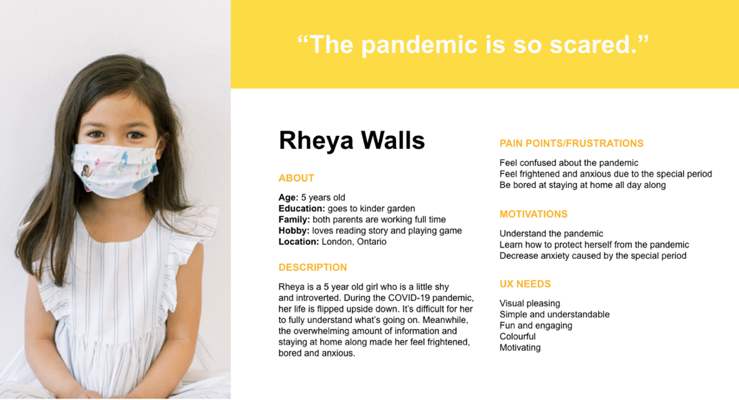 “The pandemic is so scared.”
Rheya Walls
ABOUT
Age: 5 years old
Education: goes to kinder garden
Family: both parents are working full time
Hobby: loves reading story and playing game
Location: London, Ontario
DESCRIPTION
Rheya is a 5 year old girl who is a little shy
and introverted. During the COVID-19 pandemic,
her life is flipped upside down. It’s difficult for her
to fully understand what’s going on. Meanwhile,
the overwhelming amount of information and
staying at home along made her feel frightened,
bored and anxious.
PAIN POINTS/FRUSTRATIONS
Feel confused about the pandemic
Feel frightened and anxious due to the special period
Be bored at staying at home all day along
MOTIVATIONS
Understand the pandemic
Learn how to protect herself from the pandemic
Decrease anxiety caused by the special period
UX NEEDS
Visual pleasing
Simple and understandable
Fun and engaging
Colourful
Motivating